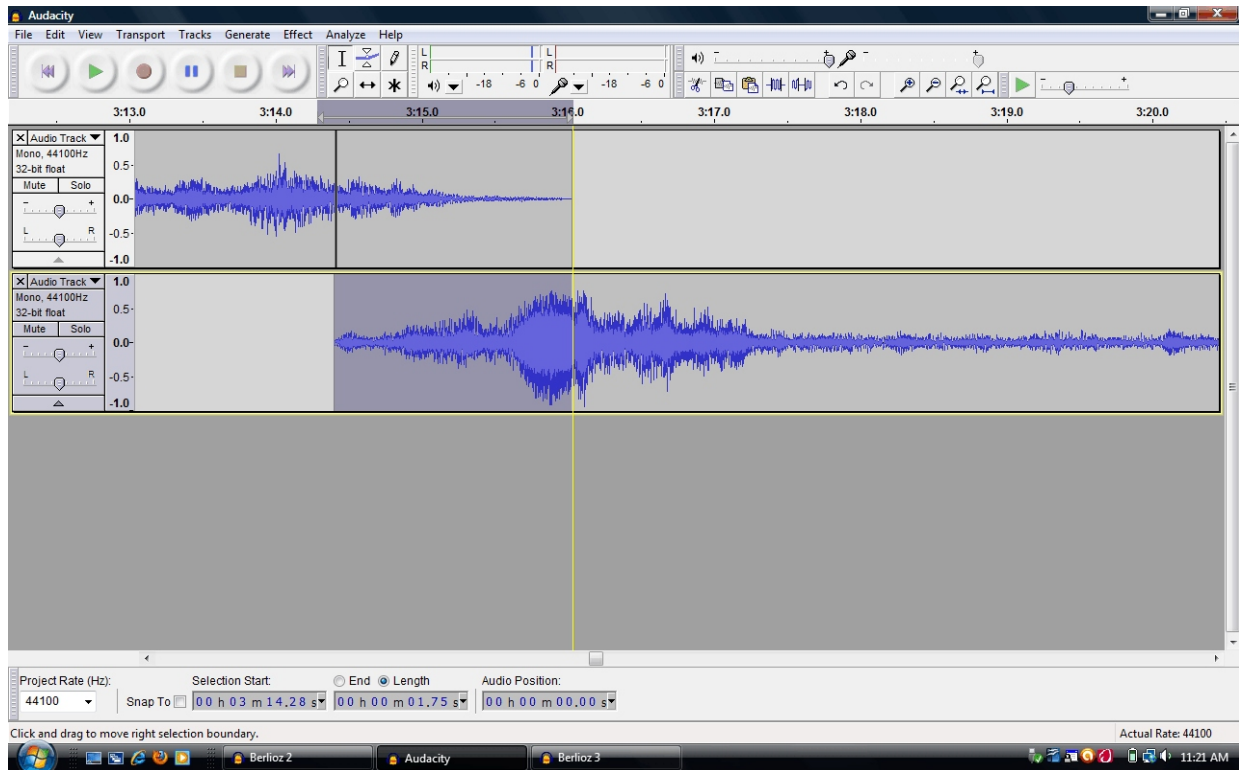 Audacity
File Edit View Transport Tracks Generate Effect Analyze Help
L
R
-18 -6 0
L
R
-18 -6 0
3:13.0 3:14.0 3:15.0 3:16.0 3:17.0 3:18.0 3:19.0 3:20.0
X Audio Track
Mono, 44100Hz
32-bit float
Mute Solo
- +
L R
1.0
0.5
0.0
-0.5
-1.0
X Audio Track
Mono, 44100Hz
32-bit float
Mute Solo
- +
L R
1.0
0.5
0.0
-0.5
-1.0
Project Rate (Hz): Selection Start: End Length Audio Position:
44100 Snap To 00 h 03 m 14.28 s 00 h 00 m 01.75 s 00 h 00 m 00.00 s
Click and drag to move right selection boundary. Actual Rate: 44100
Berlioz 2 Audacity Berlioz 3 11:21 AM